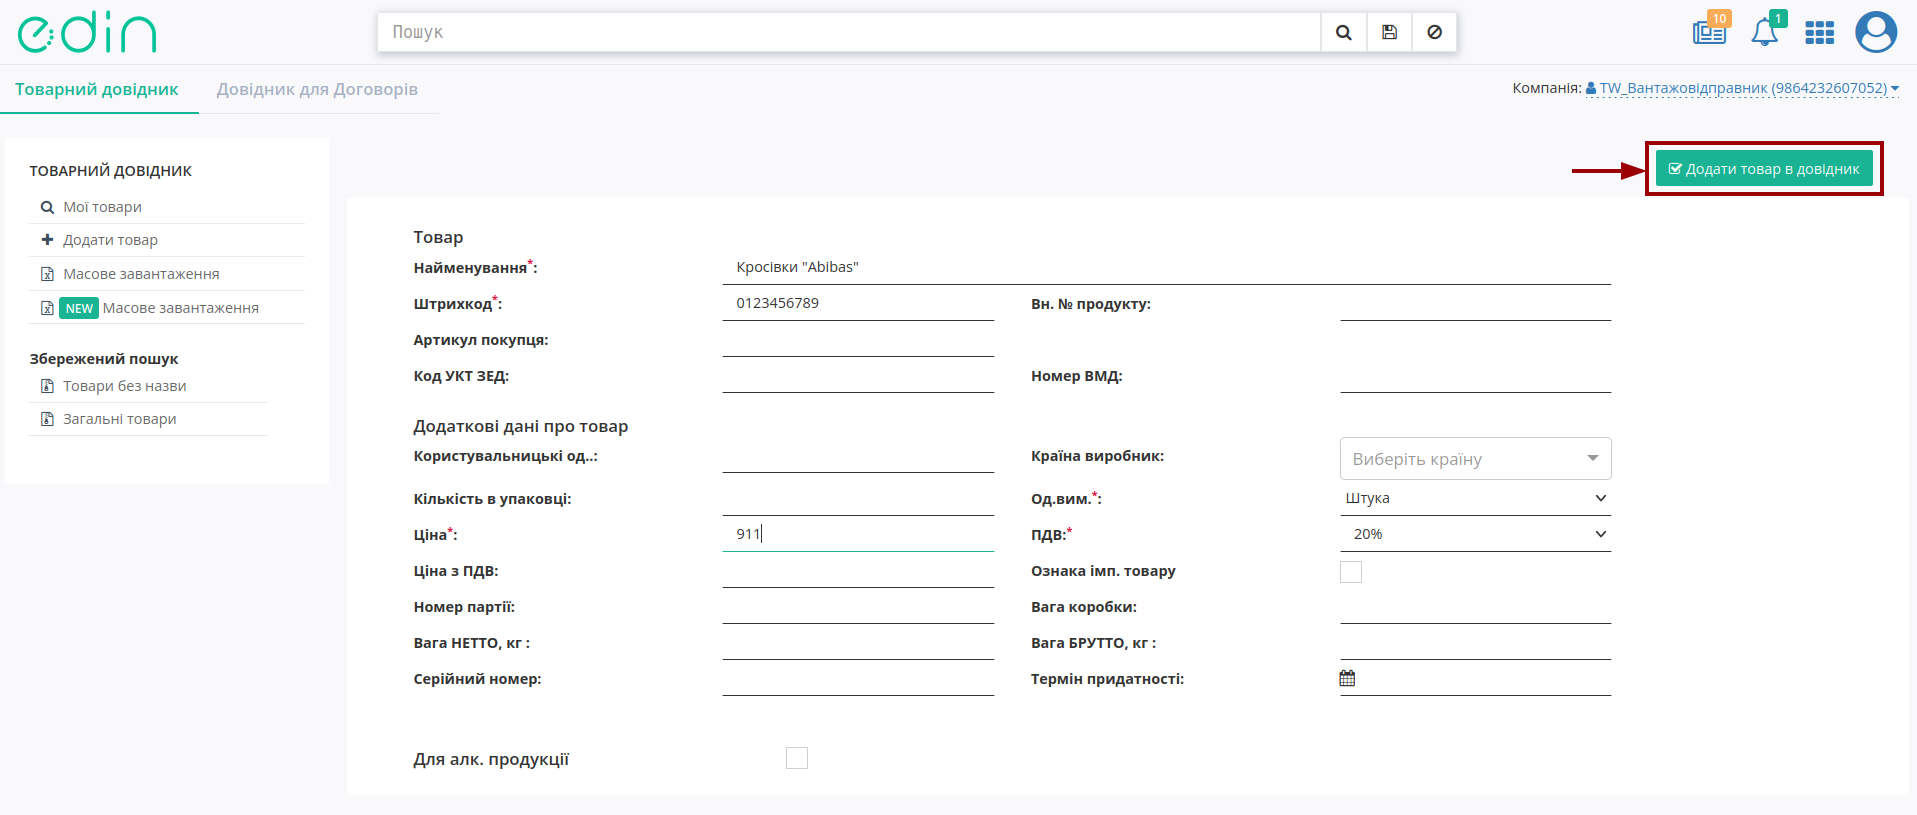 edin
Пошук
10
1
Товарний довідник
Довідник для Договорів
Компанія: TW_Вантажовідправник (9864232607052)
Додати товар в довідник
ТОВАРНИЙ ДОВІДНИК
Мої товари
Додати товар
Масове завантаження
NEW Масове завантаження
Збережений пошук
Товари без назви
Загальні товари
Товар
Найменування*: Кросівки "Abibas"
Штрихкод*: 0123456789 Вн. № продукту:
Артикул покупця:
Код УКТ ЗЕД: Номер ВМД:
Додаткові дані про товар
Користувальницькі од..: Країна виробник: Виберіть країну
Кількість в упаковці: Од.вим.*: Штука
Ціна*: 911 ПДВ:* 20%
Ціна з ПДВ: Ознака імп. товару
Номер партії: Вага коробки:
Вага НЕТТО, кг : Вага БРУТТО, кг :
Серійний номер: Термін придатності:
Для алк. продукції